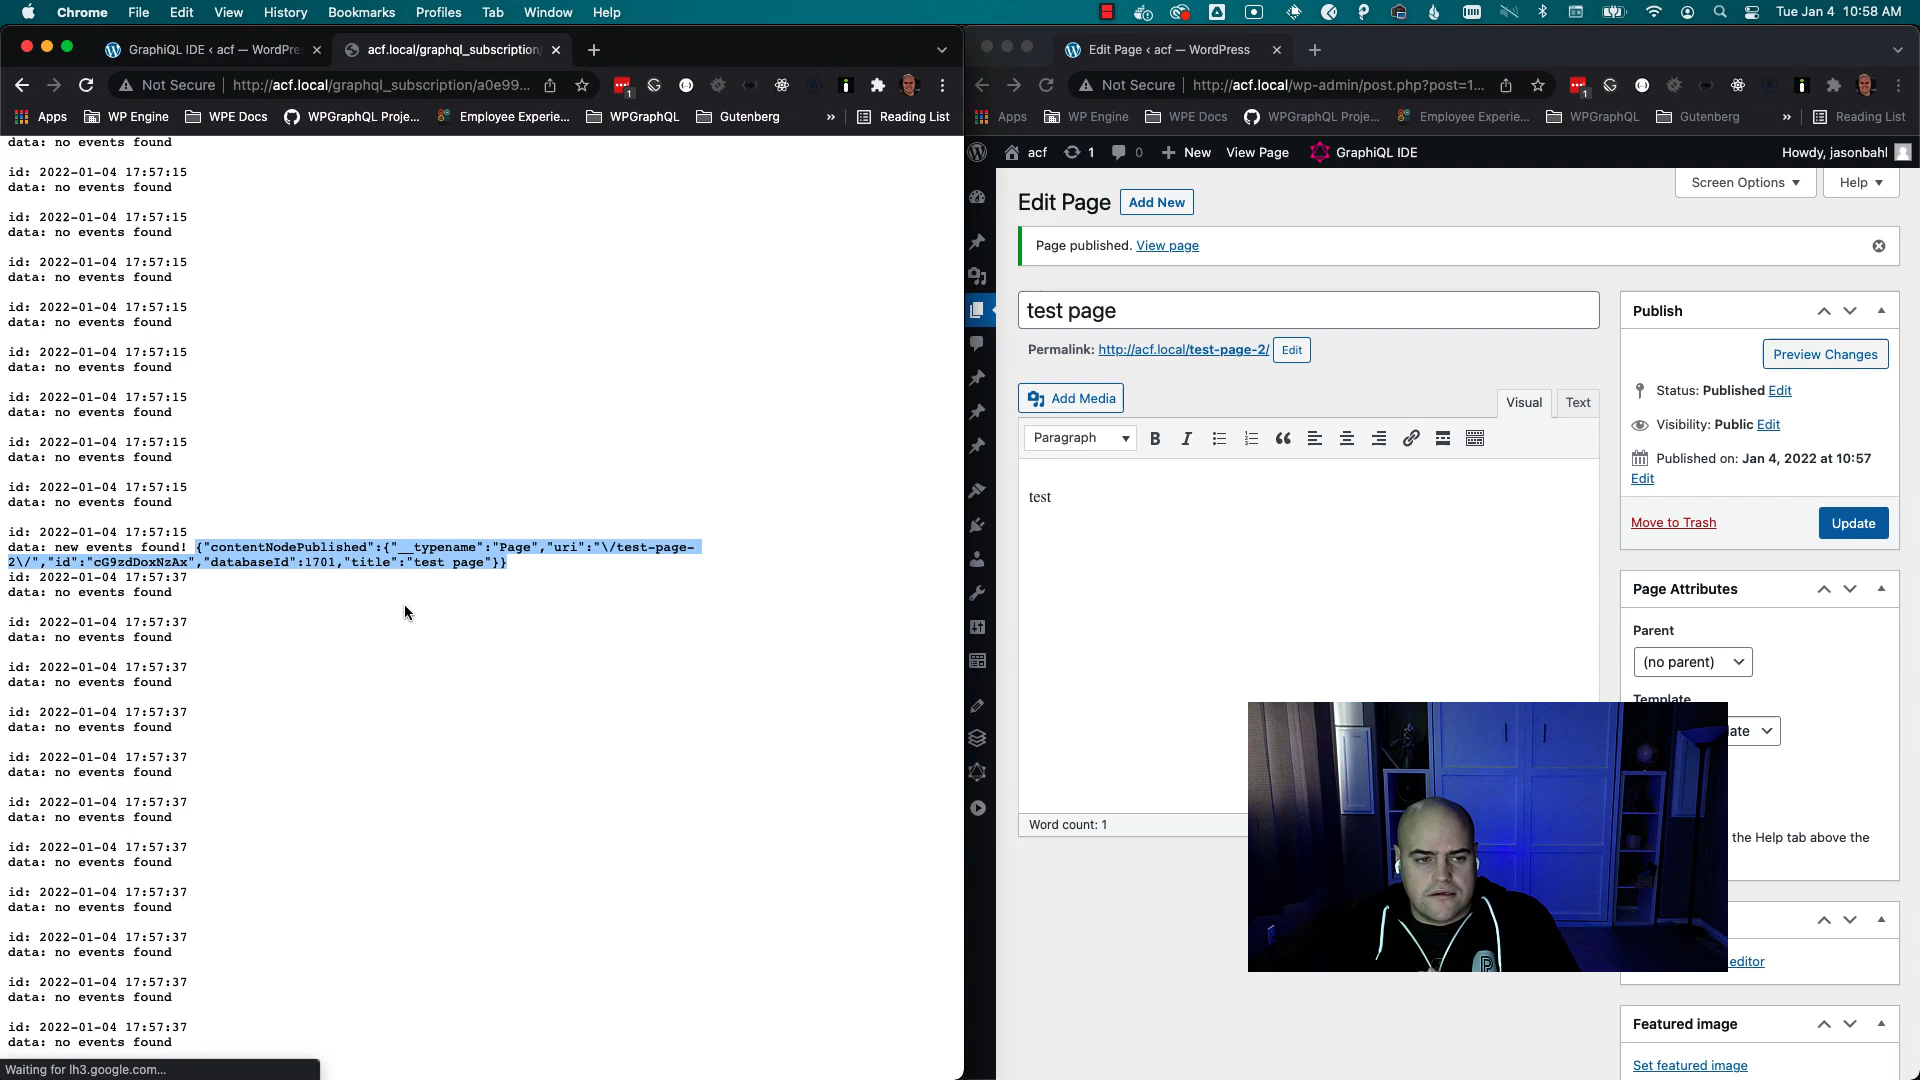 Chrome File Edit View History Bookmarks Profiles Tab Window Help Tue Jan 4 10:58 AM
GraphiQL IDE ‹ acf — WordPre
acf.local/graphql_subscription
Edit Page ‹ acf — WordPress
Not Secure http://acf.local/graphql_subscription/a0e99...
Not Secure http://acf.local/wp-admin/post.php?post=1...
Apps WP Engine WPE Docs WPGraphQL Proje... Employee Experie... WPGraphQL Gutenberg » Reading List
Apps WP Engine WPE Docs WPGraphQL Proje... Employee Experie... WPGraphQL Gutenberg » Reading List
data: no events found
id: 2022-01-04 17:57:15
data: no events found
id: 2022-01-04 17:57:15
data: no events found
id: 2022-01-04 17:57:15
data: no events found
id: 2022-01-04 17:57:15
data: no events found
id: 2022-01-04 17:57:15
data: no events found
id: 2022-01-04 17:57:15
data: no events found
id: 2022-01-04 17:57:15
data: no events found
id: 2022-01-04 17:57:15
data: no events found
id: 2022-01-04 17:57:15
data: new events found! {"contentNodePublished":{"__typename":"Page","uri":"\/test-page-
2\/","id":"cG9zdDoxNzAx","databaseId":1701,"title":"test page"}}
id: 2022-01-04 17:57:37
data: no events found
id: 2022-01-04 17:57:37
data: no events found
id: 2022-01-04 17:57:37
data: no events found
id: 2022-01-04 17:57:37
data: no events found
id: 2022-01-04 17:57:37
data: no events found
id: 2022-01-04 17:57:37
data: no events found
id: 2022-01-04 17:57:37
data: no events found
id: 2022-01-04 17:57:37
data: no events found
id: 2022-01-04 17:57:37
data: no events found
id: 2022-01-04 17:57:37
data: no events found
id: 2022-01-04 17:57:37
data: no events found
Waiting for lh3.google.com...
acf 1 0 New View Page GraphiQL IDE Howdy, jasonbahl
Screen Options Help
Edit Page Add New
Page published. View page
test page
Permalink: http://acf.local/test-page-2/ Edit
Add Media
Visual Text
Paragraph
test
Word count: 1
Publish
Preview Changes
Status: Published Edit
Visibility: Public Edit
Published on: Jan 4, 2022 at 10:57
Edit
Move to Trash Update
Page Attributes
Parent
(no parent)
Template
late
the Help tab above the
editor
Featured image
Set featured image